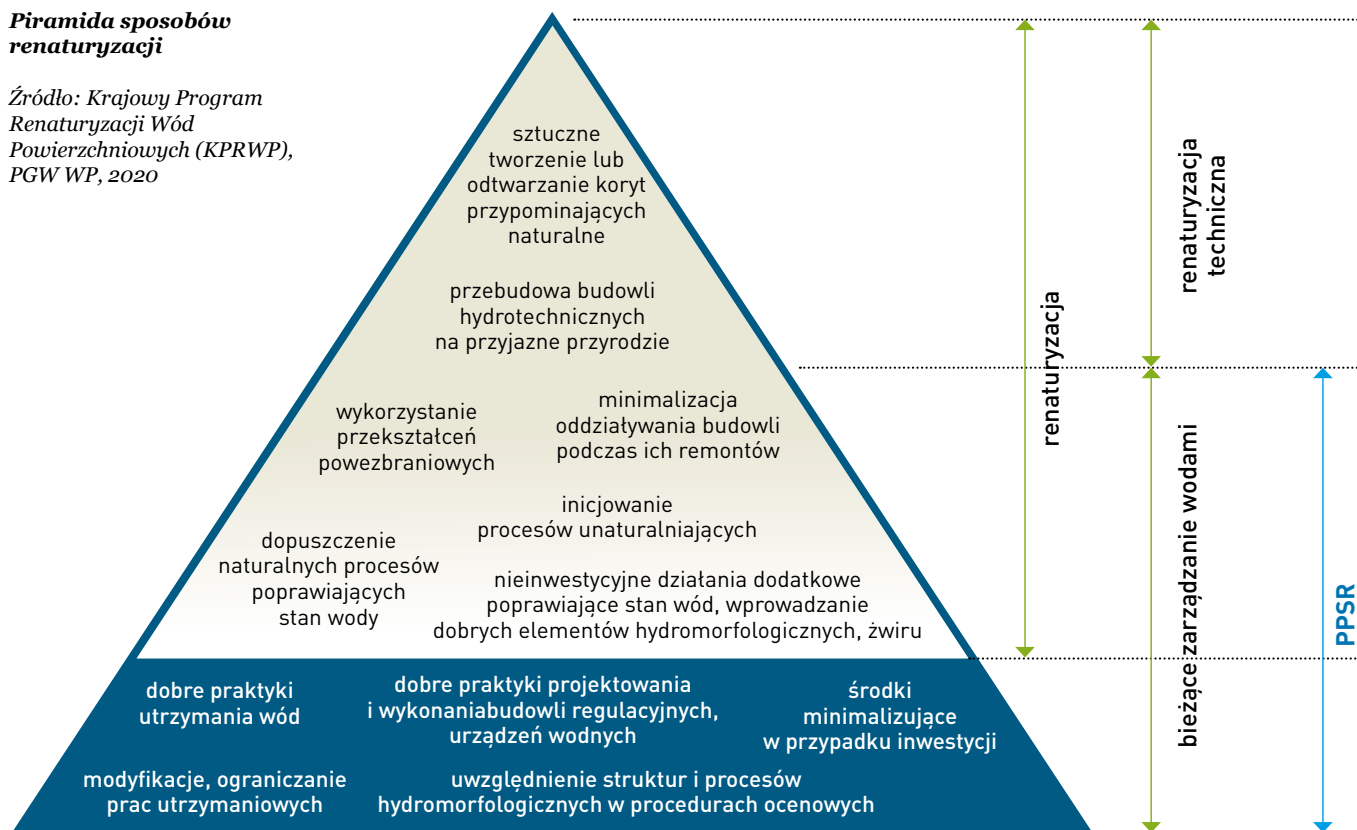 Piramida sposobów
renaturyzacji
Źródło: Krajowy Program
Renaturyzacji Wód
Powierzchniowych (KPRWP),
PGW WP, 2020
sztuczne
tworzenie lub
odtwarzanie koryt
przypominających
naturalne
przebudowa budowli
hydrotechnicznych
na przyjazne przyrodzie
wykorzystanie
przekształceń
powezbraniowych
minimalizacja
oddziaływania budowli
podczas ich remontów
inicjowanie
procesów unaturalniających
dopuszczenie
naturalnych procesów
poprawiających
stan wody
nieinwestycyjne działania dodatkowe
poprawiające stan wód, wprowadzanie
dobrych elementów hydromorfologicznych, żwiru
dobre praktyki
utrzymania wód
dobre praktyki projektowania
i wykonaniabudowli regulacyjnych,
urządzeń wodnych
środki
minimalizujące
w przypadku inwestycji
modyfikacje, ograniczanie
prac utrzymaniowych
uwzględnienie struktur i procesów
hydromorfologicznych w procedurach ocenowych
renaturyzacja
renaturyzacja
techniczna
bieżące zarządzanie wodami
PPSR